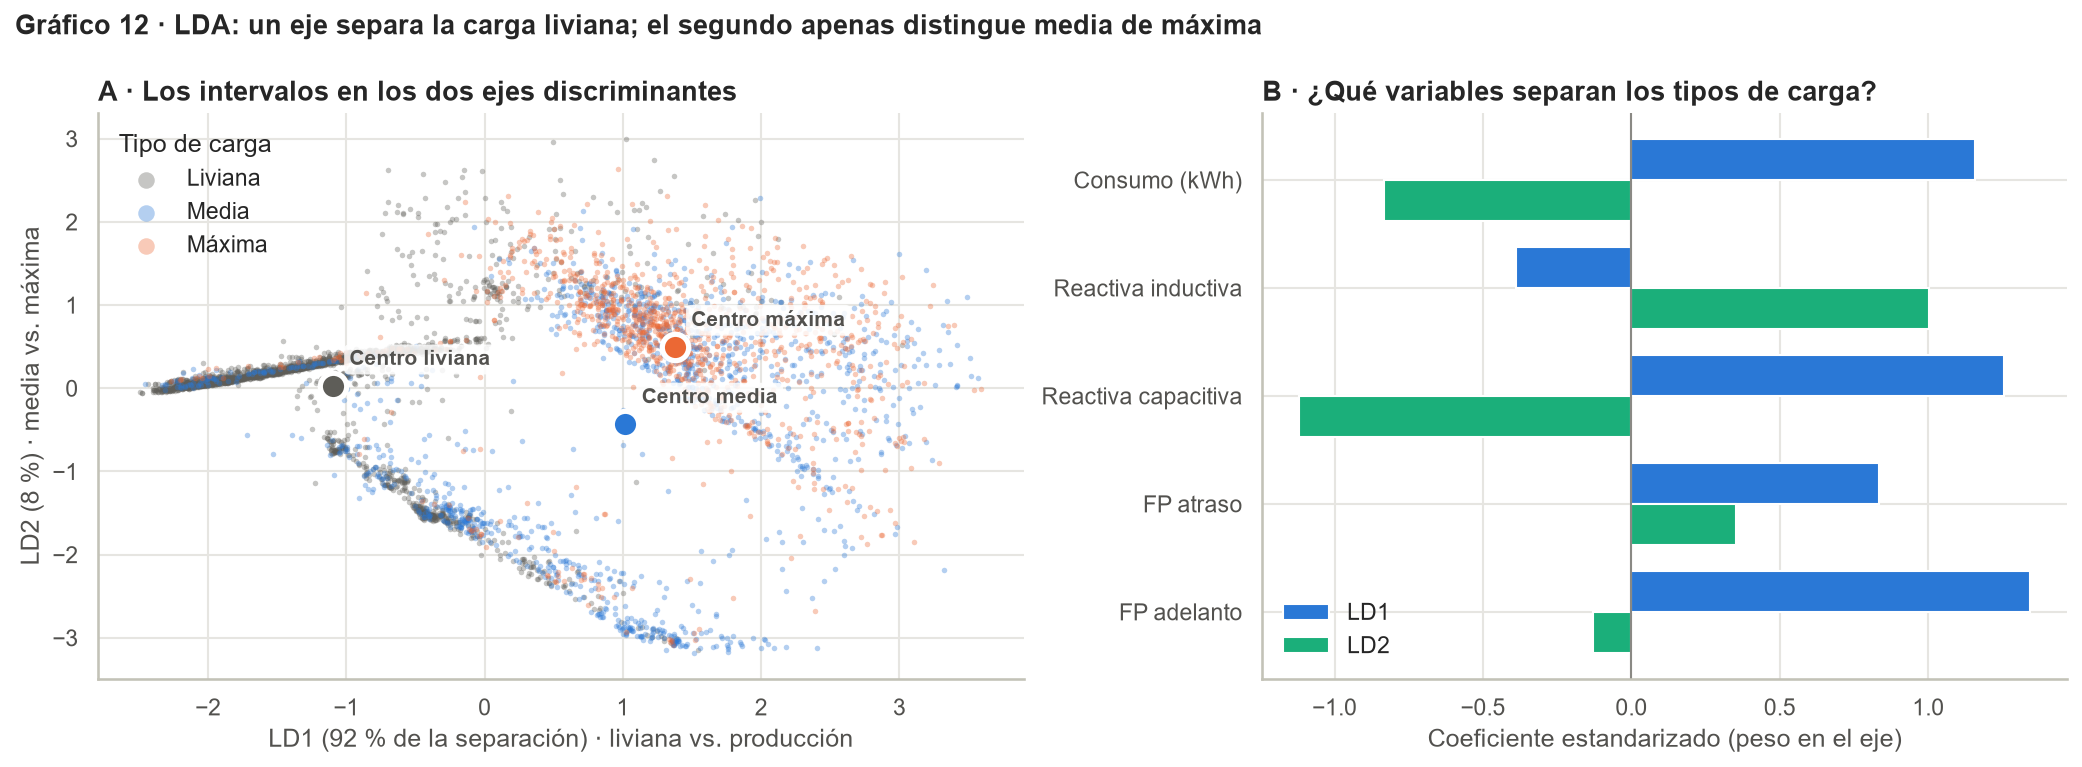 Gráfico 12 · LDA: un eje separa la carga liviana; el segundo apenas distingue media de máxima
A · Los intervalos en los dos ejes discriminantes
Tipo de carga
Liviana
Media
Máxima
Centro máxima
Centro liviana
Centro media
3
2
1
0
−1
−2
−3
LD2 (8 %) · media vs. máxima
−2
−1
0
1
2
3
LD1 (92 % de la separación) · liviana vs. producción
B · ¿Qué variables separan los tipos de carga?
Consumo (kWh)
Reactiva inductiva
Reactiva capacitiva
FP atraso
FP adelanto
LD1
LD2
−1.0
−0.5
0.0
0.5
1.0
Coeficiente estandarizado (peso en el eje)